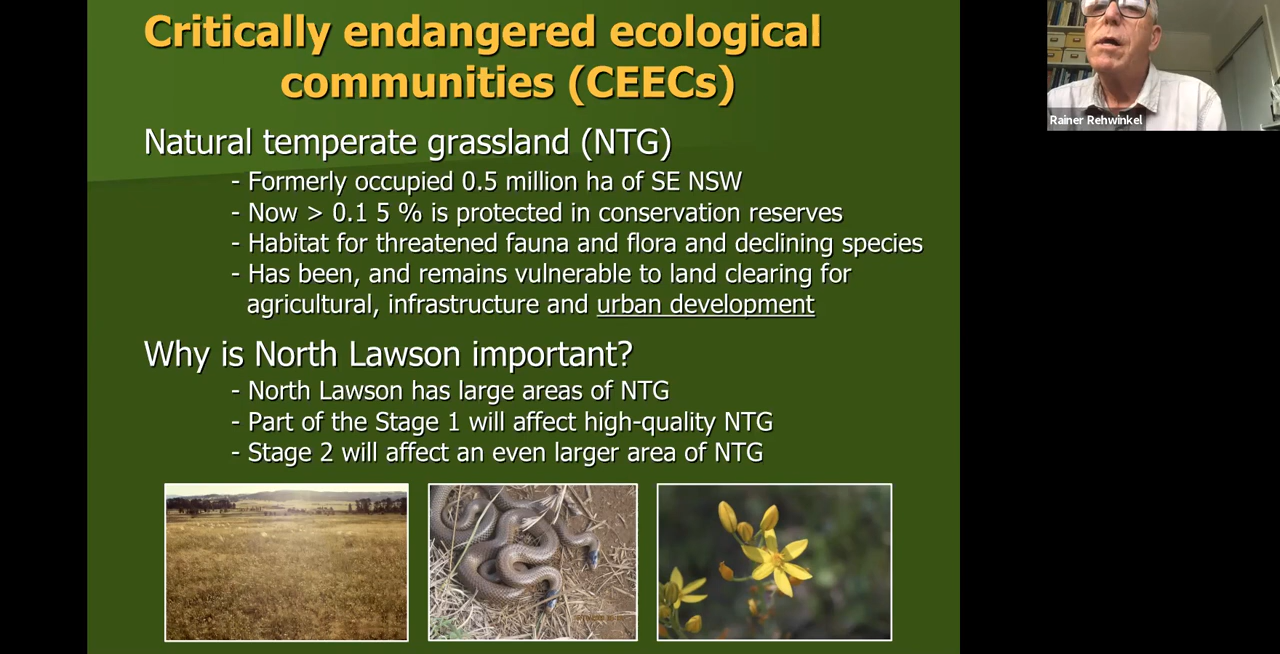 Critically endangered ecological
communities (CEECs)
Natural temperate grassland (NTG)
- Formerly occupied 0.5 million ha of SE NSW
- Now > 0.1 5 % is protected in conservation reserves
- Habitat for threatened fauna and flora and declining species
- Has been, and remains vulnerable to land clearing for
agricultural, infrastructure and urban development
Why is North Lawson important?
- North Lawson has large areas of NTG
- Part of the Stage 1 will affect high-quality NTG
- Stage 2 will affect an even larger area of NTG
Rainer Rehwinkel